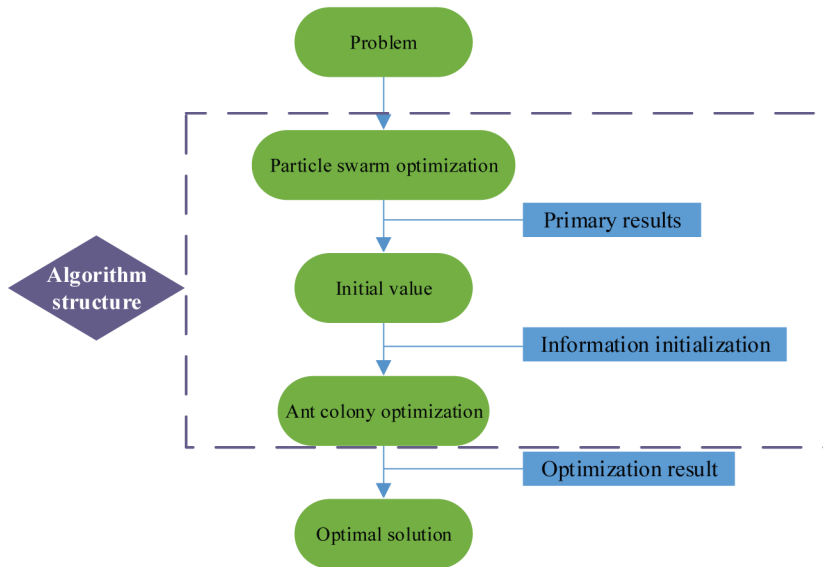 Problem
Particle swarm optimization
Primary results
Algorithm
structure
Initial value
Information initialization
Ant colony optimization
Optimization result
Optimal solution